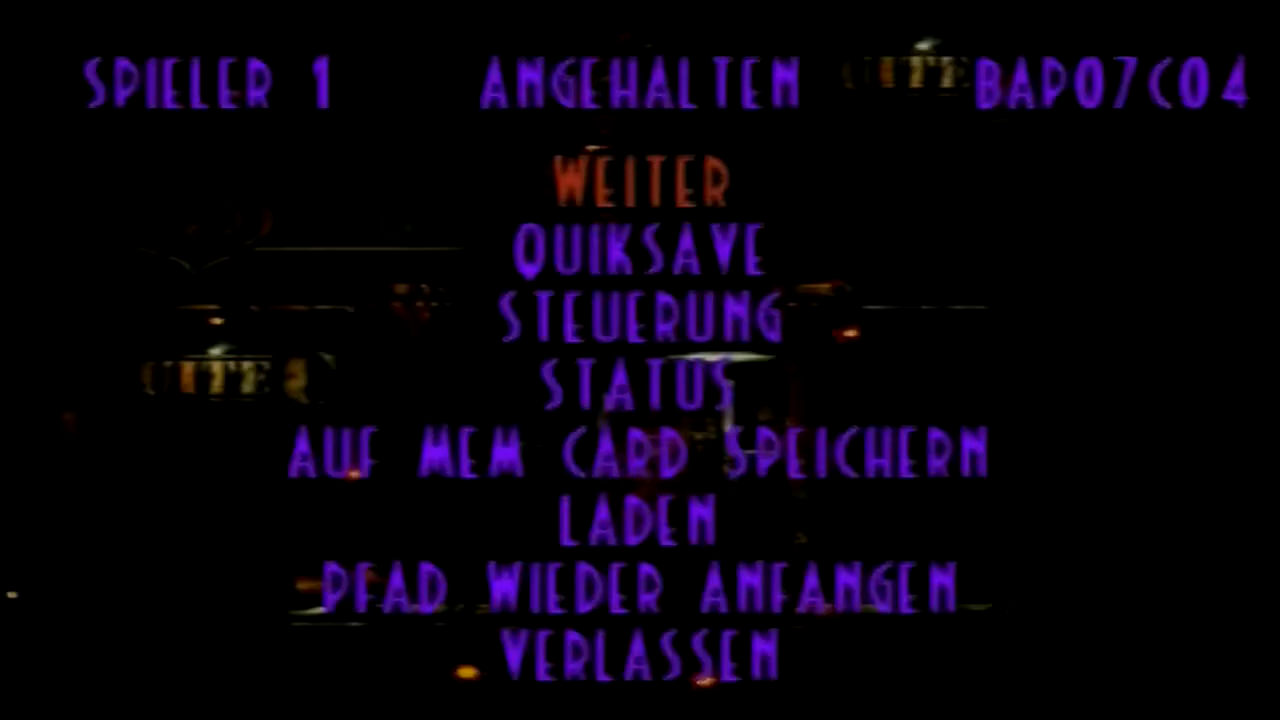 SPIELER 1 ANGEHALTEN BAP07C04
WEITER
QUIKSAVE
STEUERUNG
STATUS
AUF MEM CARD SPEICHERN
LADEN
PFAD WIEDER ANFANGEN
VERLASSEN